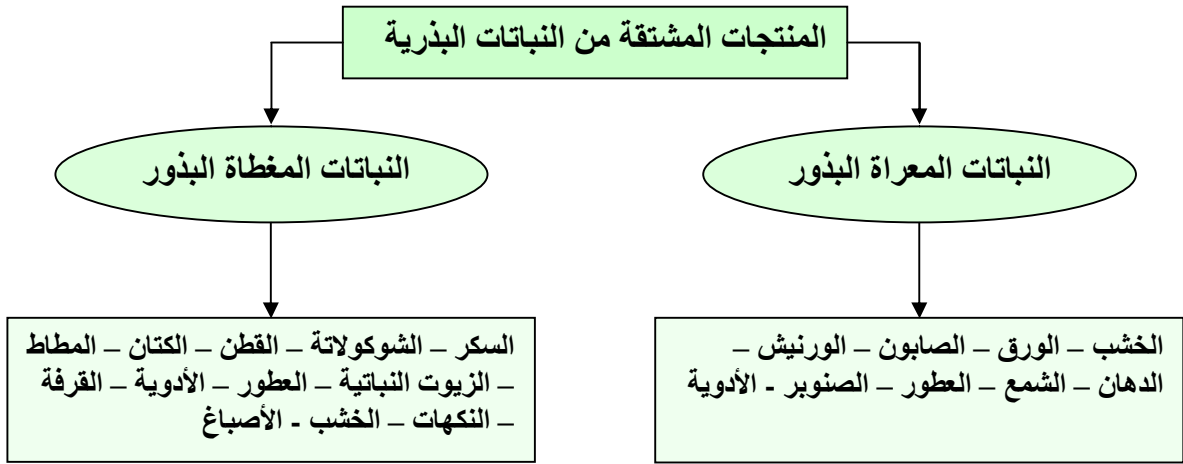 المنتجات المشتقة من النباتات البذرية
النباتات المعراة البذور
النباتات المغطاة البذور
الخشب – الورق – الصابون – الورنيش –
الدهان – الشمع – العطور – الصنوبر - الأدوية
السكر – الشوكولاتة – القطن – الكتان – المطاط
– الزيوت النباتية – العطور – الأدوية – القرفة
– النكهات – الخشب - الأصباغ